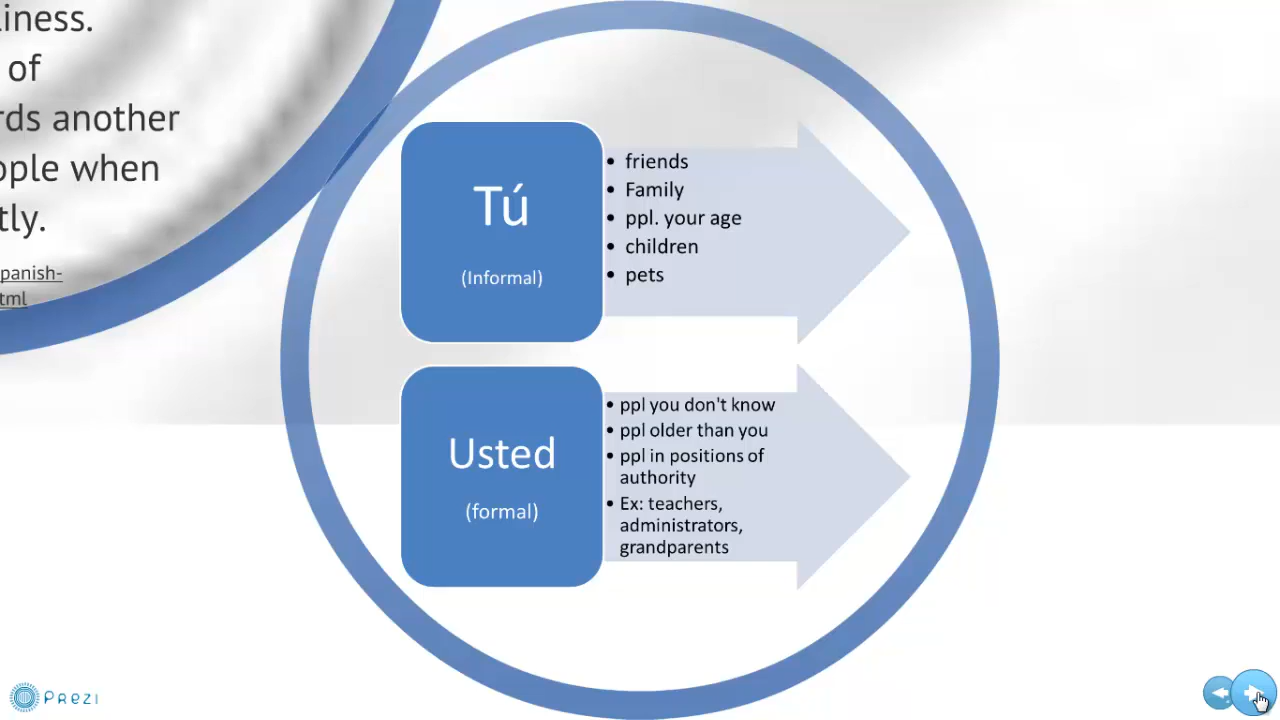 iness.
of
rds another
ople when
tly.
panish-
tml
Tú
(Informal)
• friends
• Family
• ppl. your age
• children
• pets
Usted
(formal)
• ppl you don't know
• ppl older than you
• ppl in positions of
authority
• Ex: teachers,
administrators,
grandparents
Prezi